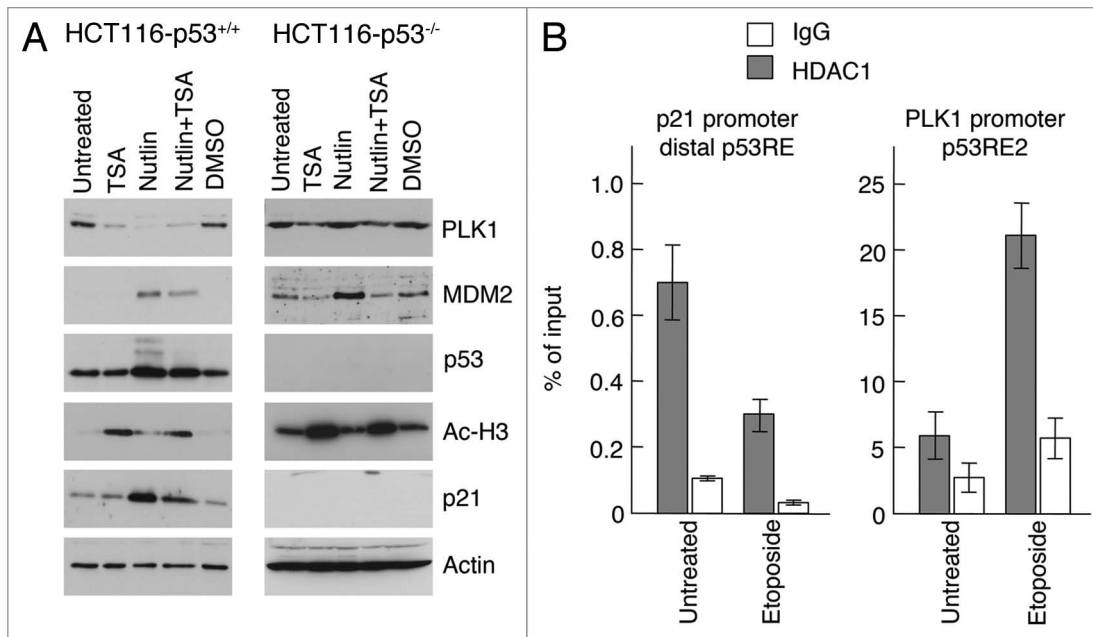 A
HCT116-p53+/+
HCT116-p53-/-
Untreated
TSA
Nutlin
Nutlin+TSA
DMSO
Untreated
TSA
Nutlin
Nutlin+TSA
DMSO
PLK1
MDM2
p53
Ac-H3
p21
Actin
B
IgG
HDAC1
p21 promoter
distal p53RE
% of input
1.0
0.8
0.6
0.4
0.2
0
Untreated
Etoposide
PLK1 promoter
p53RE2
25
20
15
10
5
0
Untreated
Etoposide